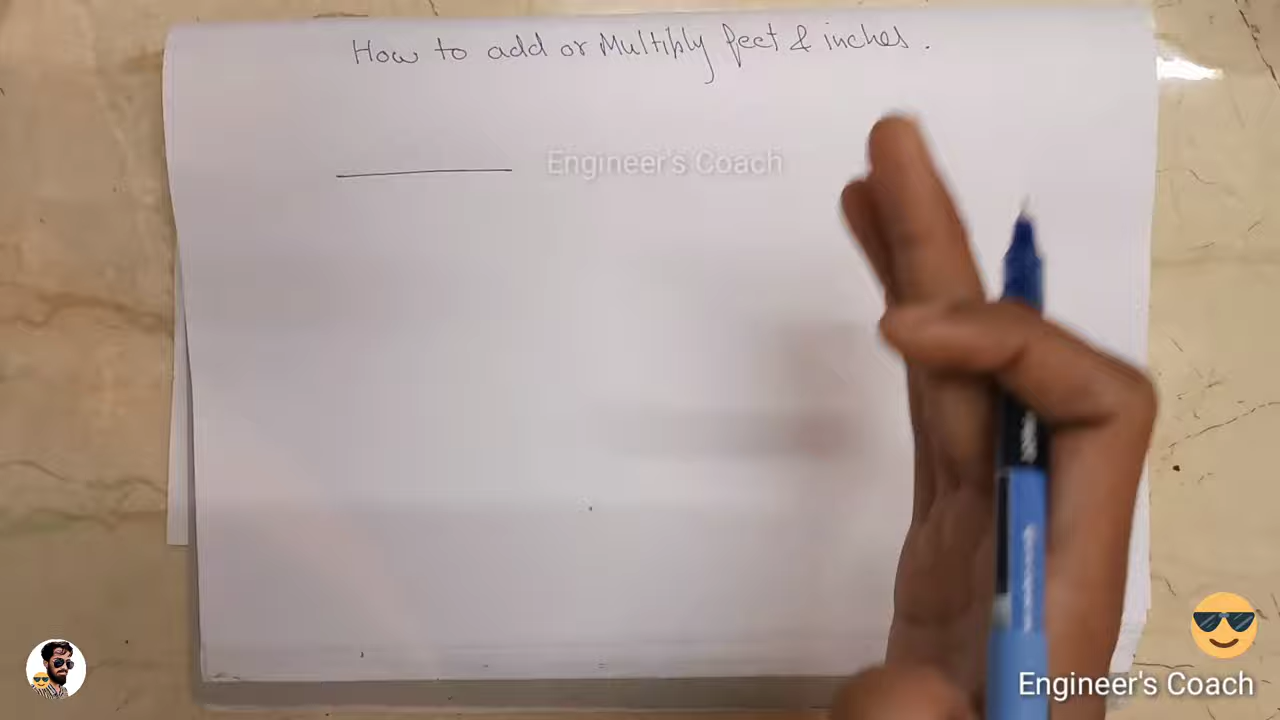 How to add or Multiply feet & inches.
Engineer's Coach
Engineer's Coach